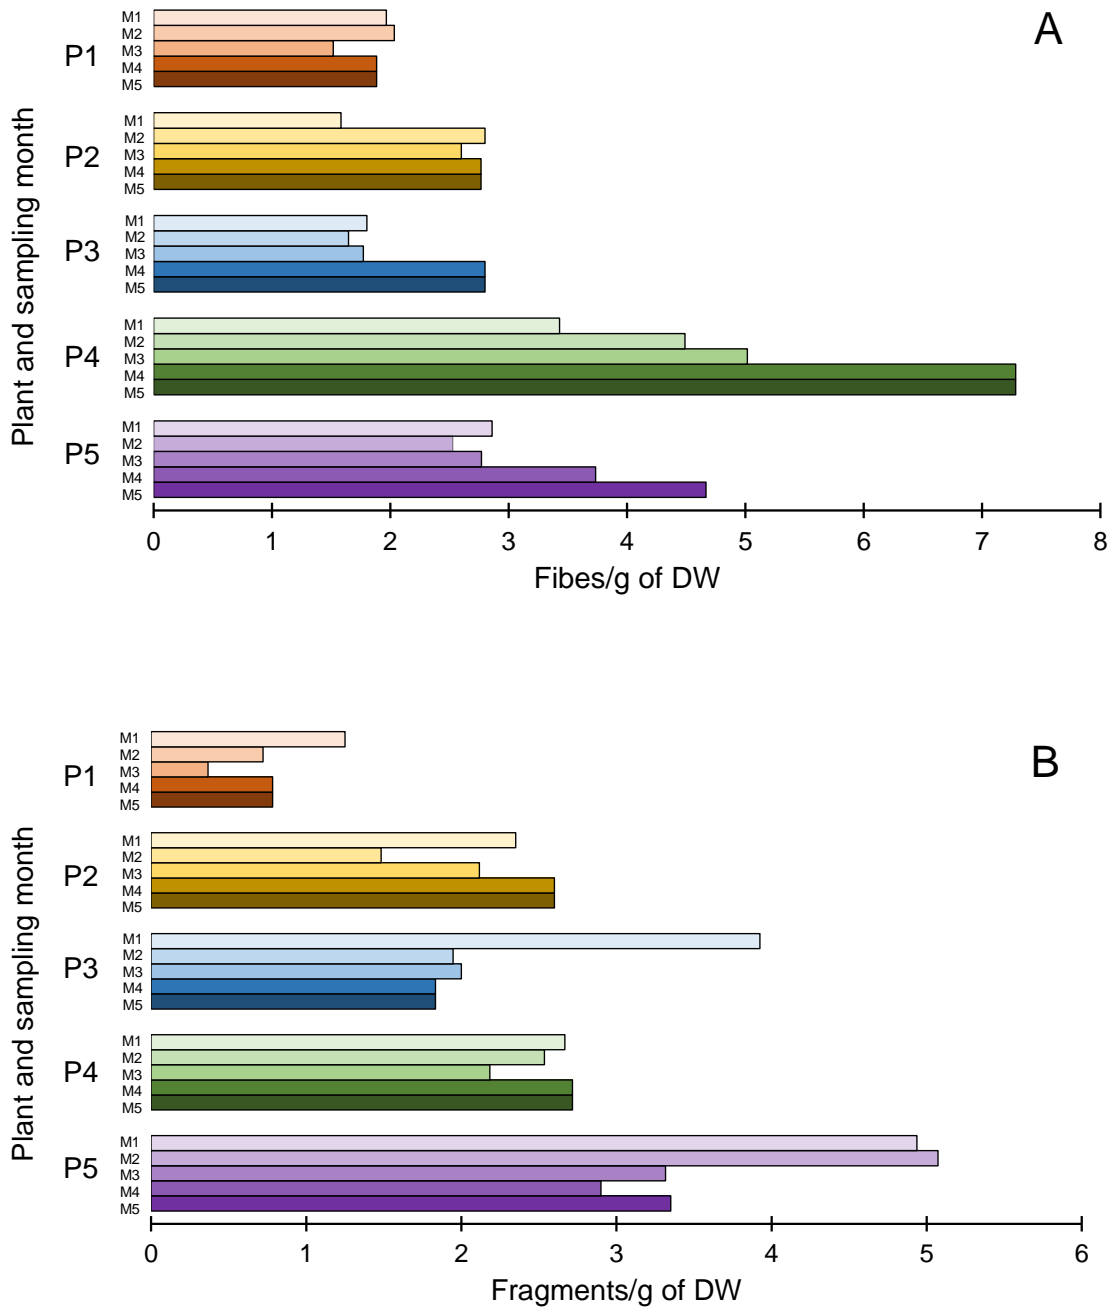 A
Plant and sampling month
P1
M1
M2
M3
M4
M5
P2
M1
M2
M3
M4
M5
P3
M1
M2
M3
M4
M5
P4
M1
M2
M3
M4
M5
P5
M1
M2
M3
M4
M5
0 1 2 3 4 5 6 7 8
Fibes/g of DW
B
Plant and sampling month
P1
M1
M2
M3
M4
M5
P2
M1
M2
M3
M4
M5
P3
M1
M2
M3
M4
M5
P4
M1
M2
M3
M4
M5
P5
M1
M2
M3
M4
M5
0 1 2 3 4 5 6
Fragments/g of DW